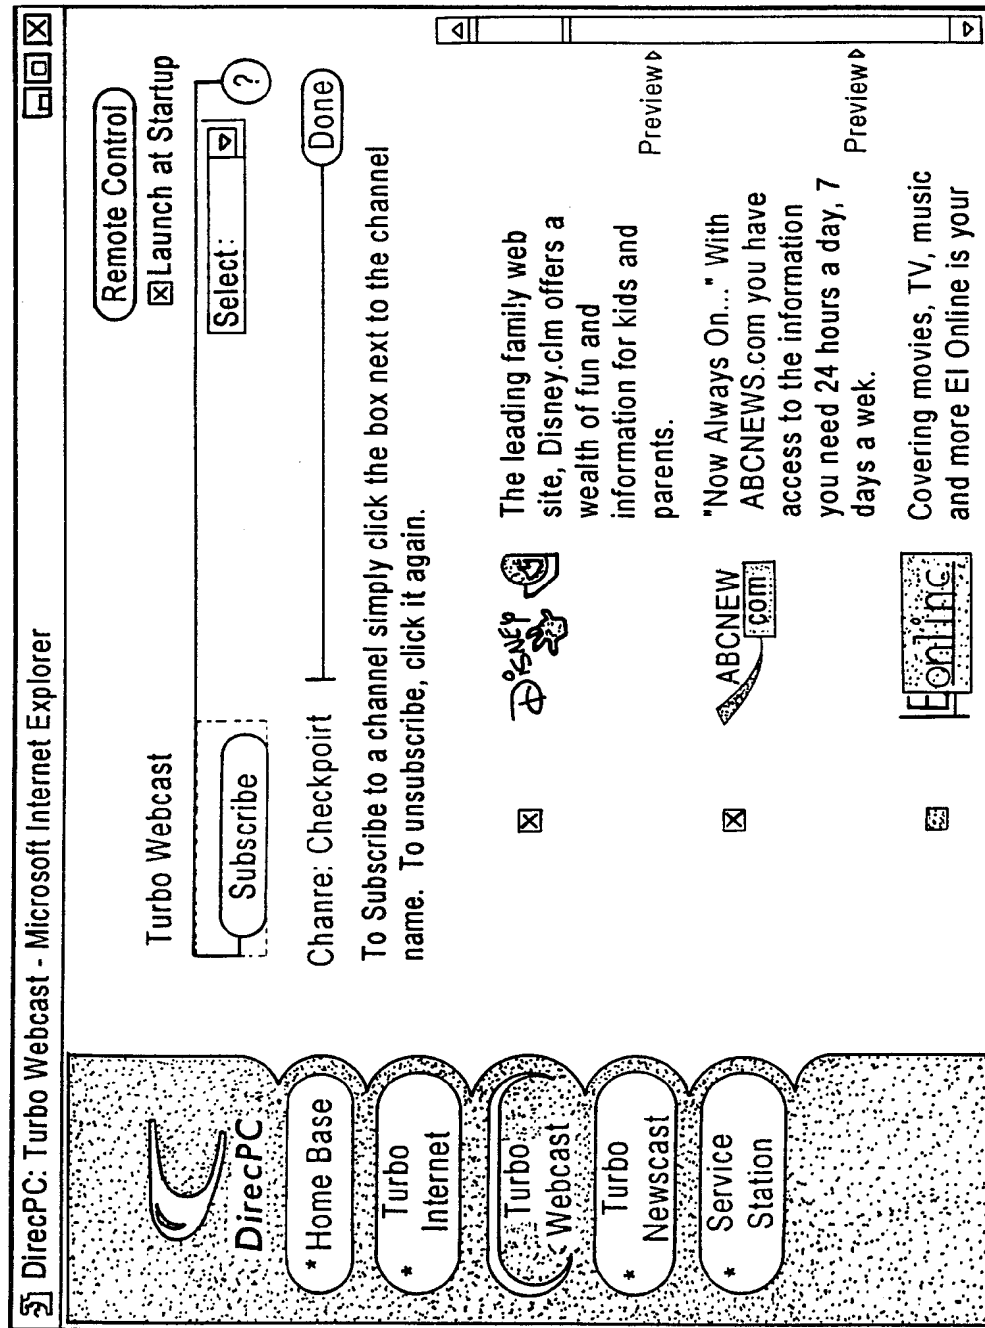 DirecPC: Turbo Webcast - Microsoft Internet Explorer
DirecPC
* Home Base
* Turbo
Internet
Turbo
Webcast
* Turbo
Newscast
* Service
Station
Turbo Webcast
Remote Control
Launch at Startup
Subscribe
Select:
?
Chanre: Checkpoirt
Done
To Subscribe to a channel simply click the box next to the channel
name. To unsubscribe, click it again.
DiSNEY
The leading family web
site, Disney.clm offers a
wealth of fun and
information for kids and
parents.
Preview
ABCNEW
com
"Now Always On..." With
ABCNEWS.com you have
access to the information
you need 24 hours a day, 7
days a wek.
Preview
E online
Covering movies, TV, music
and more EI Online is your